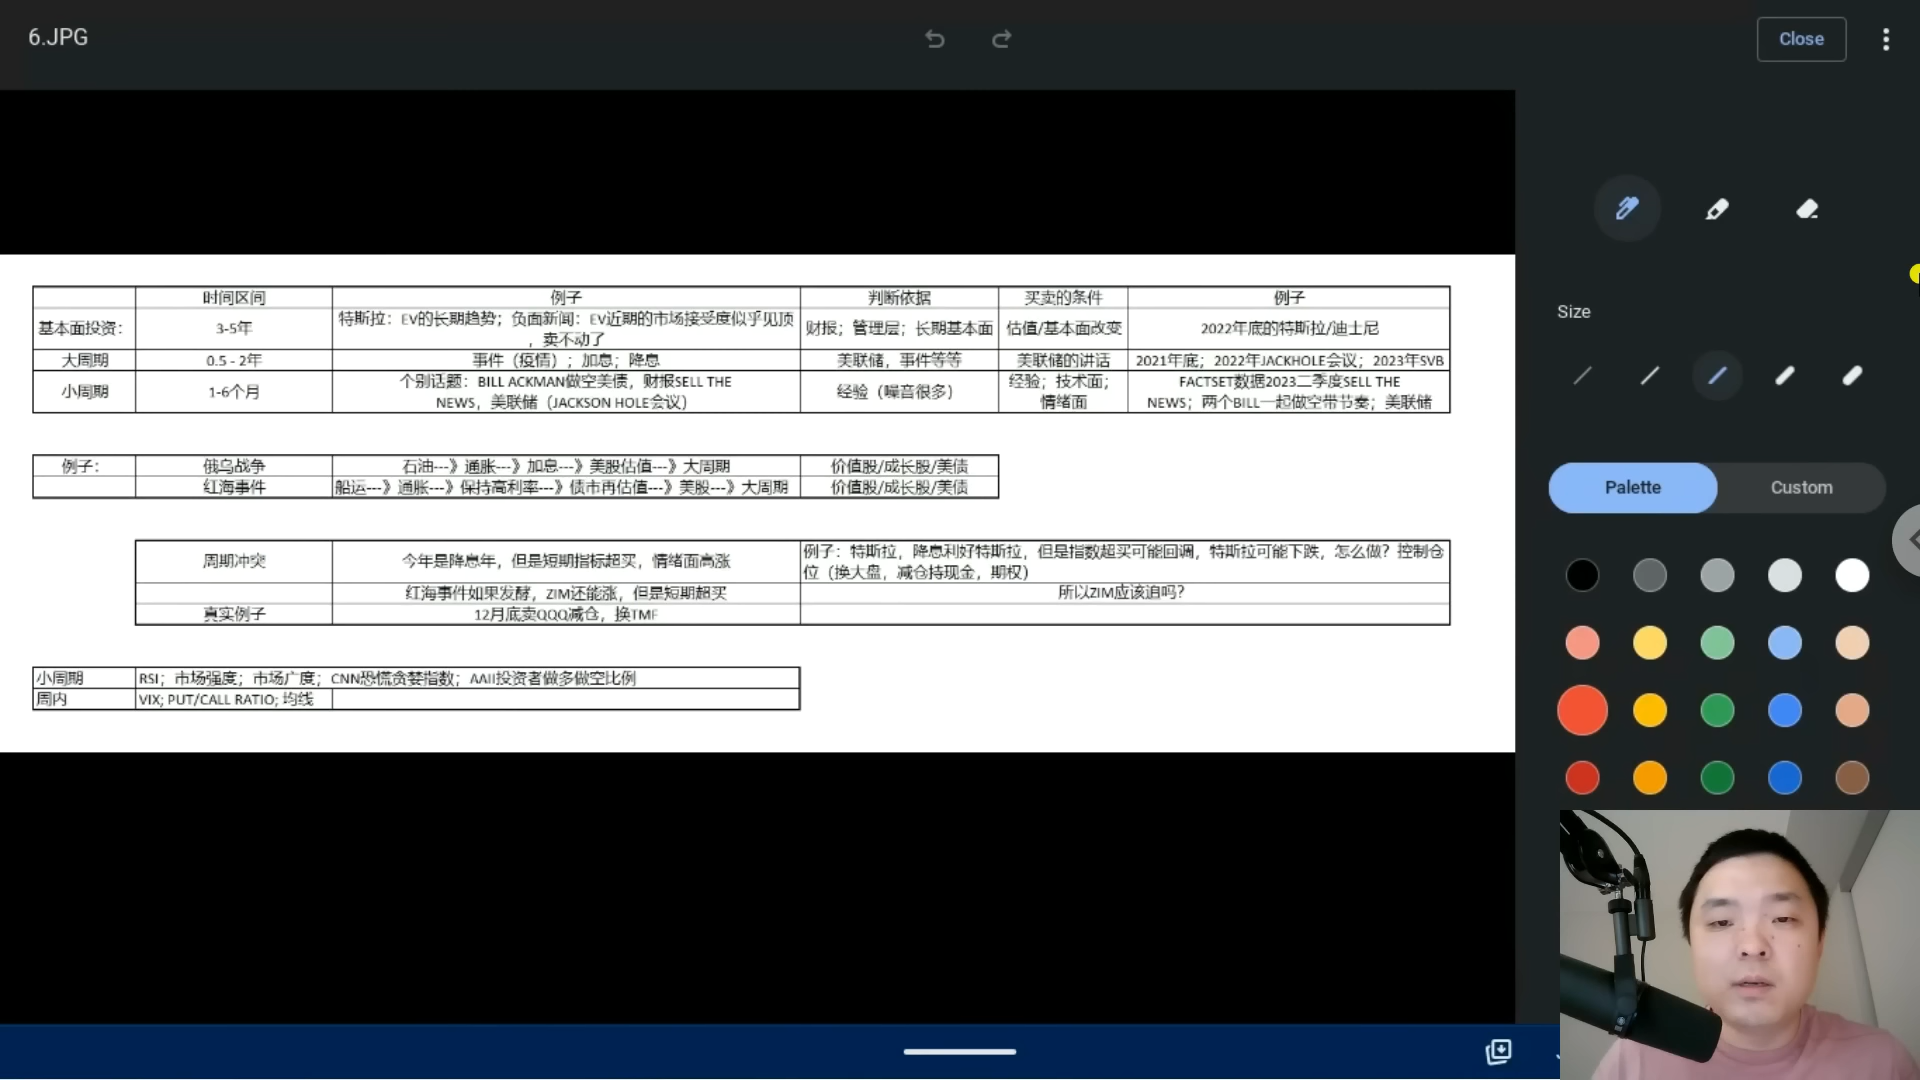 6.JPG
Close
时间区间 例子 判断依据 买卖的条件 例子
基本面投资： 3-5年 特斯拉：EV的长期趋势；负面新闻：EV近期的市场接受度似乎见顶
，卖不动了 财报；管理层；长期基本面 估值/基本面改变 2022年底的特斯拉/迪士尼
大周期 0.5 - 2年 事件（疫情）；加息；降息 美联储，事件等等 美联储的讲话 2021年底；2022年JACKHOLE会议；2023年SVB
小周期 1-6个月 个别话题：BILL ACKMAN做空美债，财报SELL THE
NEWS，美联储（JACKSON HOLE会议） 经验（噪音很多） 经验；技术面；
情绪面 FACTSET数据2023二季度SELL THE
NEWS；两个BILL一起做空带节奏；美联储
例子： 俄乌战争 石油---》通胀---》加息---》美股估值---》大周期 价值股/成长股/美债
红海事件 船运---》通胀---》保持高利率---》债市再估值---》美股---》大周期 价值股/成长股/美债
周期冲突 今年是降息年，但是短期指标超买，情绪面高涨 例子：特斯拉，降息利好特斯拉，但是指数超买可能回调，特斯拉可能下跌，怎么做？控制仓
位（换大盘，减仓持现金，期权）
红海事件如果发酵，ZIM还能涨，但是短期超买 所以ZIM应该追吗？
真实例子 12月底卖QQQ减仓，换TMF
小周期 RSI；市场强度；市场广度；CNN恐慌贪婪指数；AAII投资者做多做空比例
周内 VIX; PUT/CALL RATIO; 均线
Size
Palette Custom